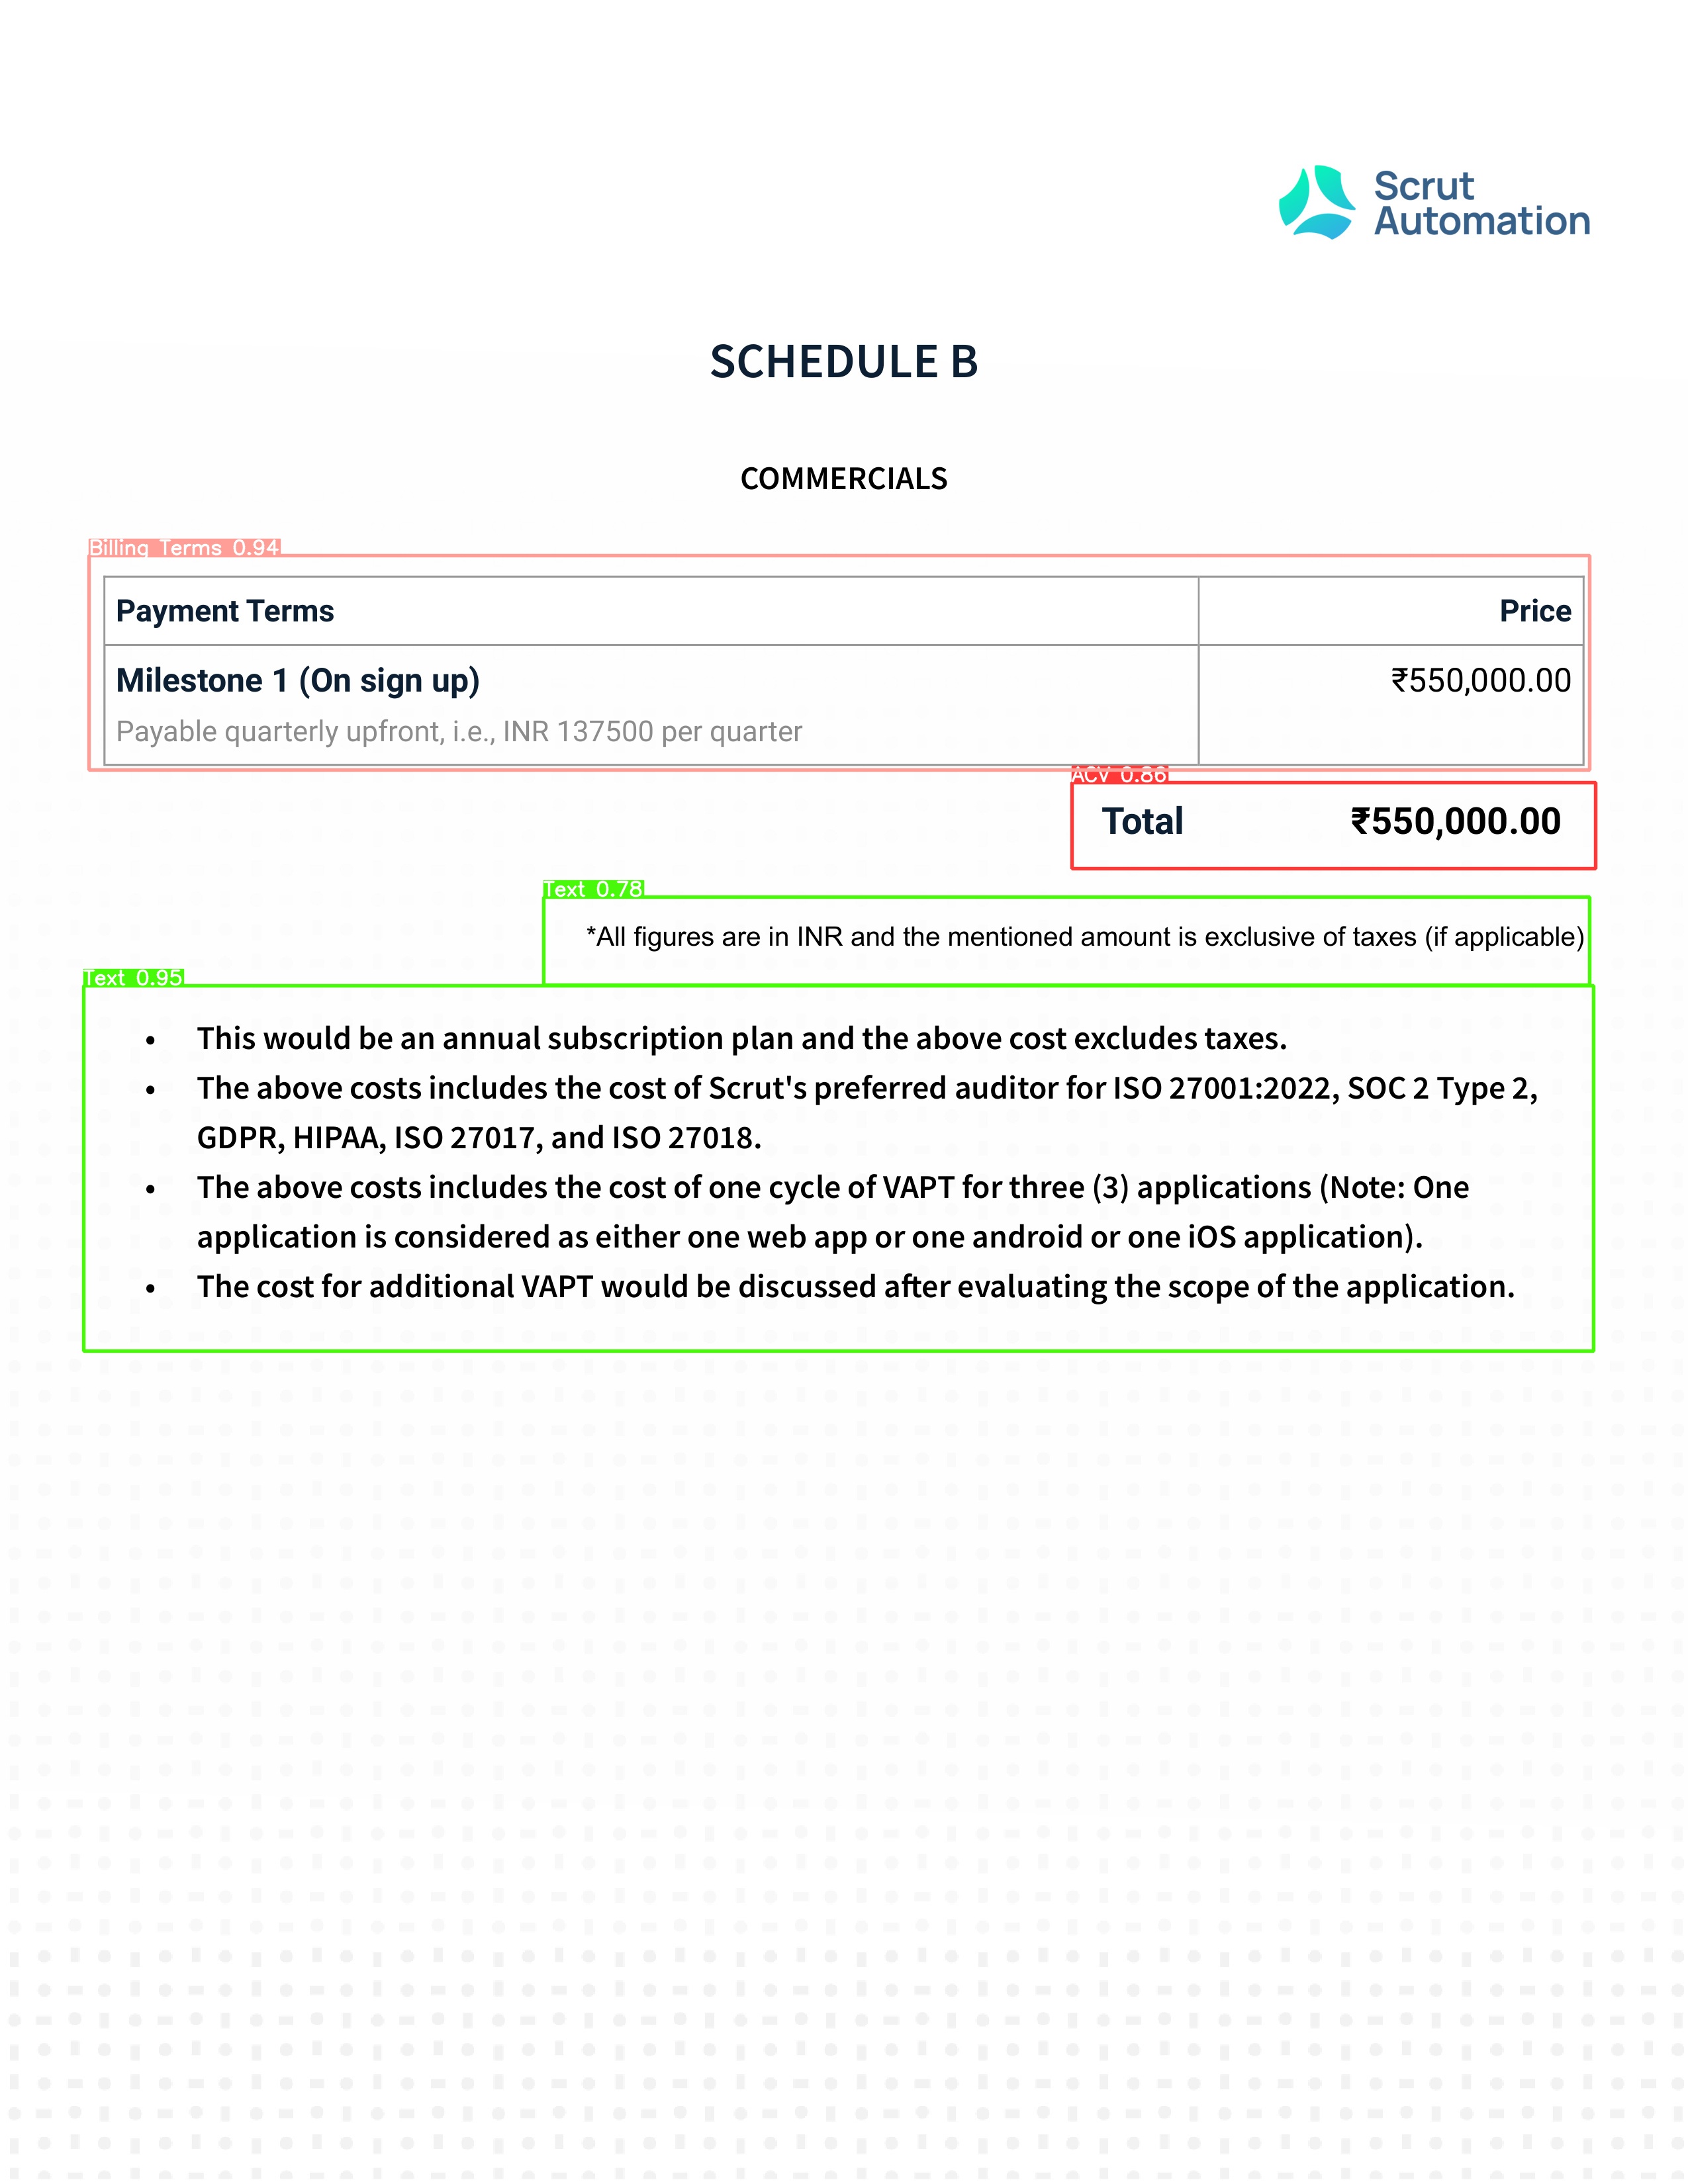 Scrut
Automation
SCHEDULE B
COMMERCIALS
Billing Terms 0.94
Payment Terms Price
Milestone 1 (On sign up) ₹550,000.00
Payable quarterly upfront, i.e., INR 137500 per quarter
ACV 0.86
Total ₹550,000.00
Text 0.78
*All figures are in INR and the mentioned amount is exclusive of taxes (if applicable)
Text 0.95
• This would be an annual subscription plan and the above cost excludes taxes.
• The above costs includes the cost of Scrut's preferred auditor for ISO 27001:2022, SOC 2 Type 2,
GDPR, HIPAA, ISO 27017, and ISO 27018.
• The above costs includes the cost of one cycle of VAPT for three (3) applications (Note: One
application is considered as either one web app or one android or one iOS application).
• The cost for additional VAPT would be discussed after evaluating the scope of the application.